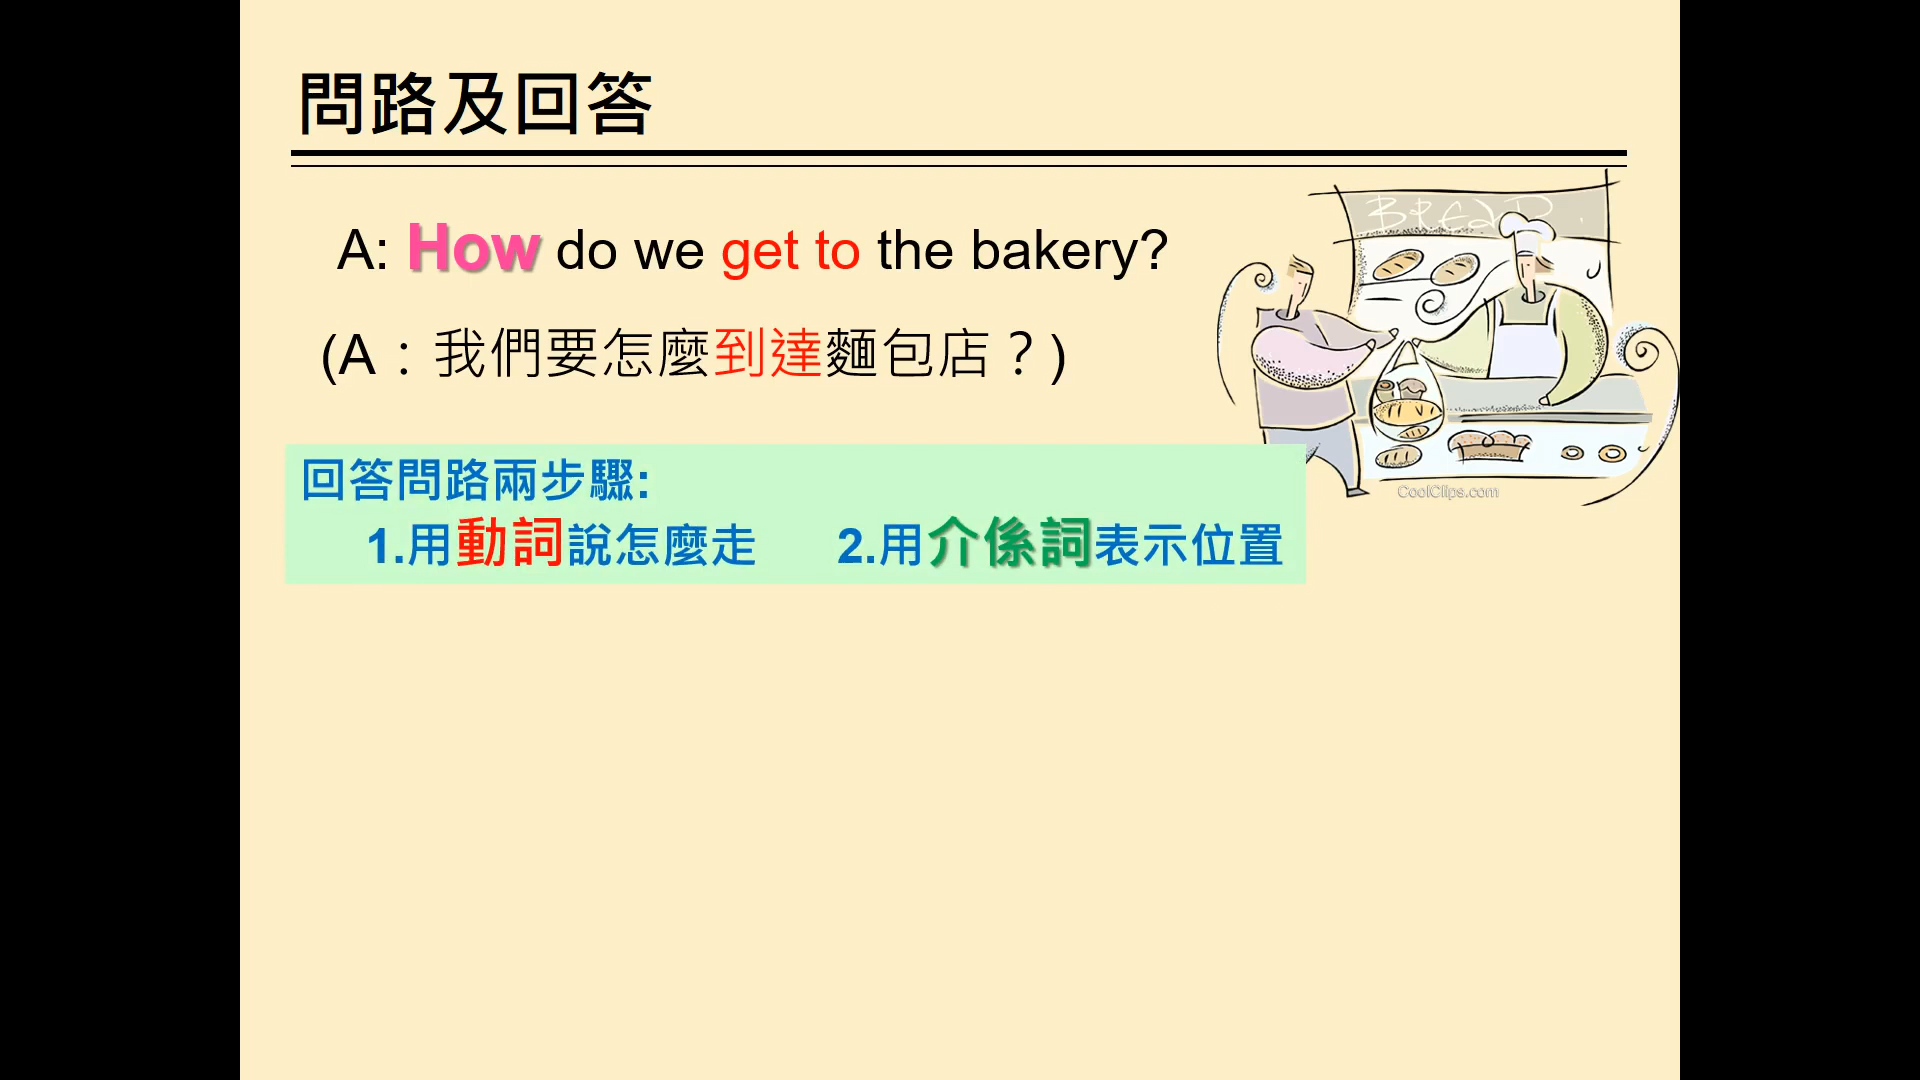 問路及回答
A: How do we get to the bakery?
(A：我們要怎麼到達麵包店？)
BREAD
回答問路兩步驟:
1.用動詞說怎麼走 2.用介係詞表示位置
CoolClips.com